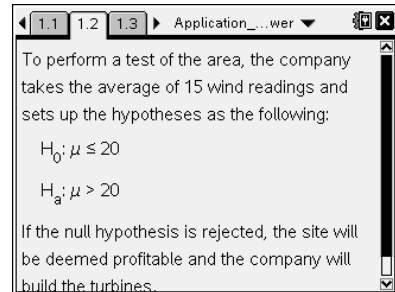 1.1 1.2 1.3 Application_...wer
To perform a test of the area, the company
takes the average of 15 wind readings and
sets up the hypotheses as the following:
H0: μ ≤ 20
Ha: μ > 20
If the null hypothesis is rejected, the site will
be deemed profitable and the company will
build the turbines.